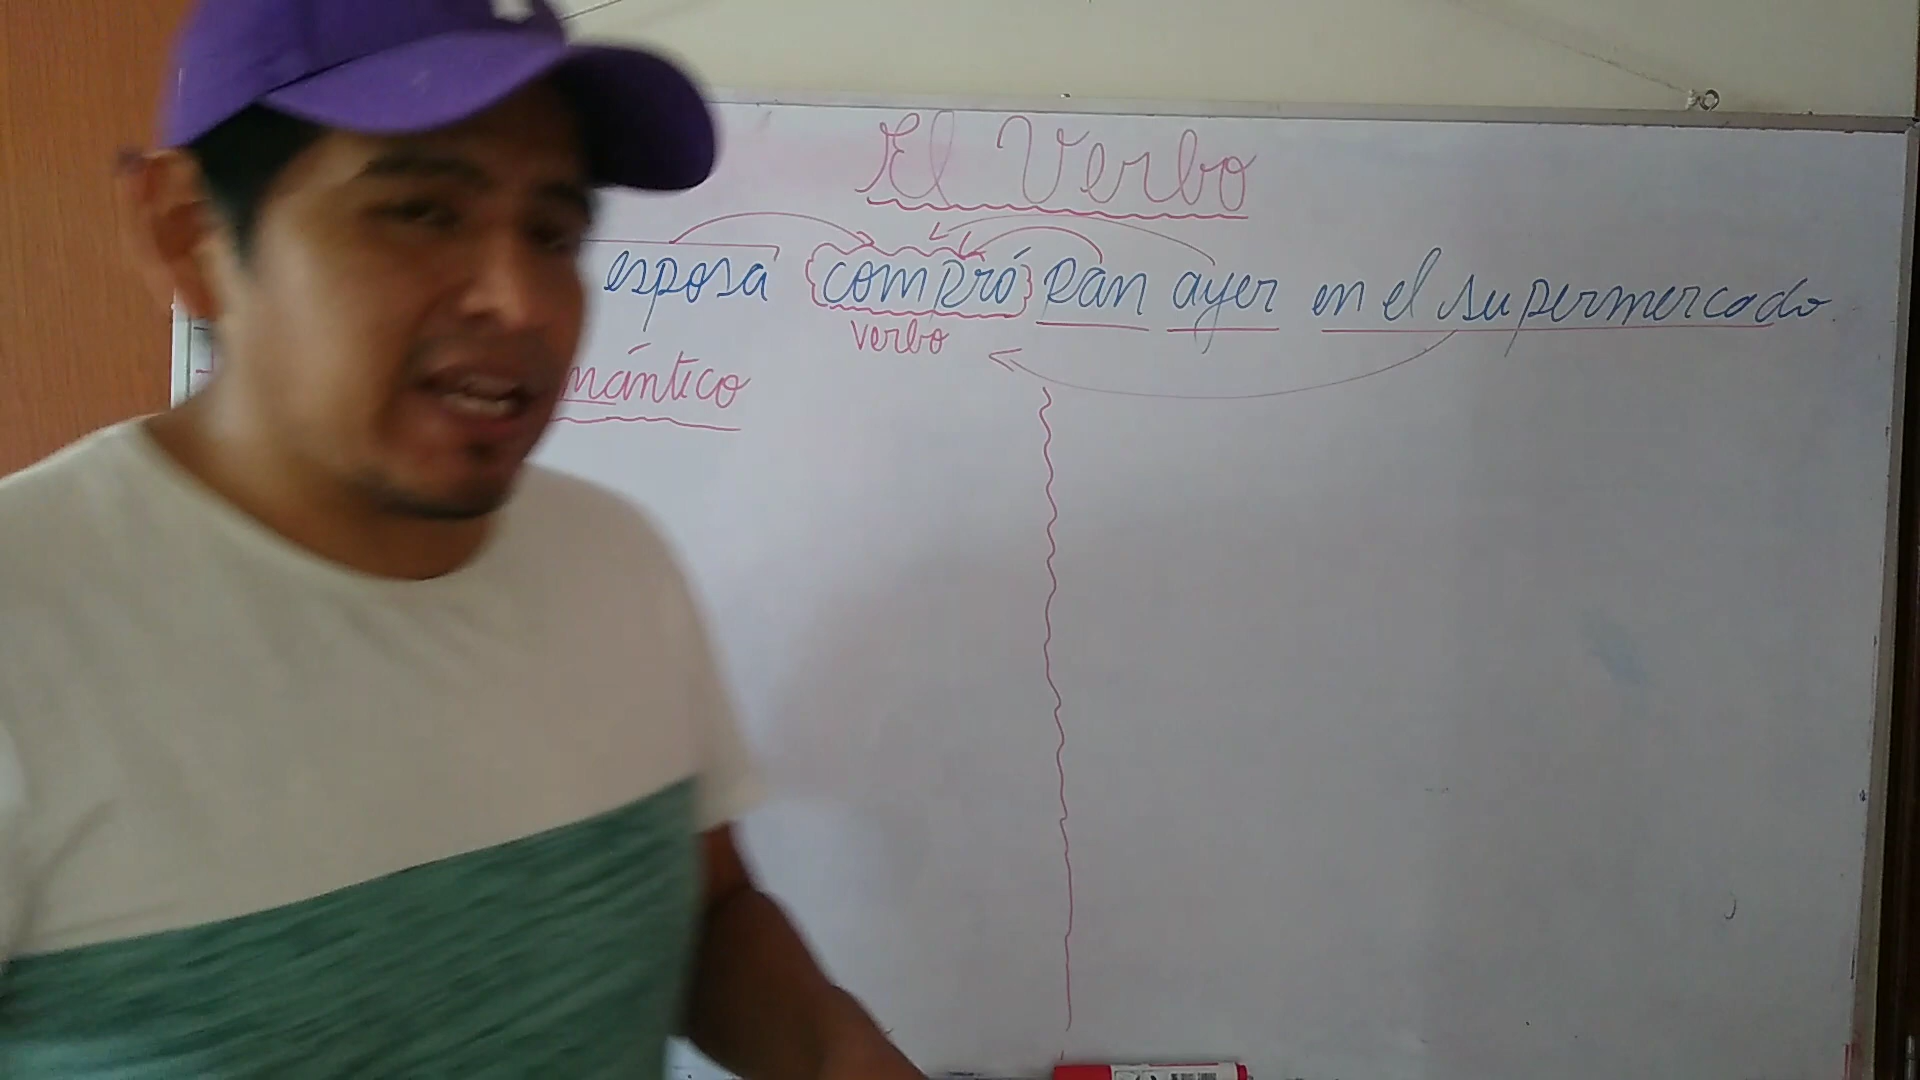 El Verbo
esposa compró pan ayer en el supermercado.
verbo
mántico